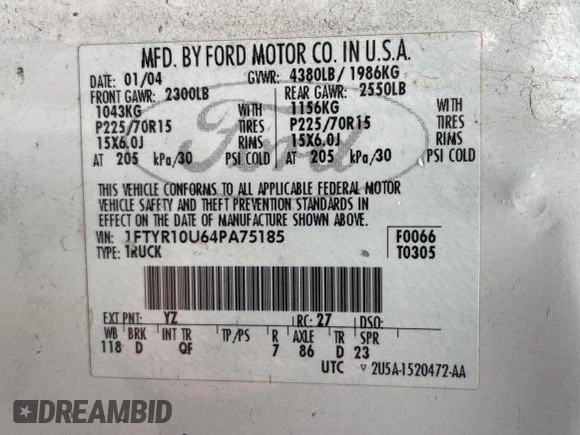 MFD. BY FORD MOTOR CO. IN U.S.A.
DATE: 01/04 GVWR: 4380LB/ 1986KG
FRONT GAWR: 2300LB REAR GAWR: 2550LB
1043KG WITH 1156KG WITH
P225/70R15 TIRES P225/70R15 TIRES
15X6.0J RIMS 15X6.0J RIMS
AT 205 kPa/30 PSI COLD AT 205 kPa/30 PSI COLD
Ford
THIS VEHICLE CONFORMS TO ALL APPLICABLE FEDERAL MOTOR
VEHICLE SAFETY AND THEFT PREVENTION STANDARDS IN
EFFECT ON THE DATE OF MANUFACTURE SHOWN ABOVE.
VIN: 1FTYR10U64PA75185 F0066
TYPE: TRUCK T0305
EXT PNT: YZ RC: 27 DSO:
WB BRK INT TR TP/PS R AXLE TR SPR
118 D QF 7 86 D 23
UTC ▽ 2U5A-1520472-AA
DREAMBID